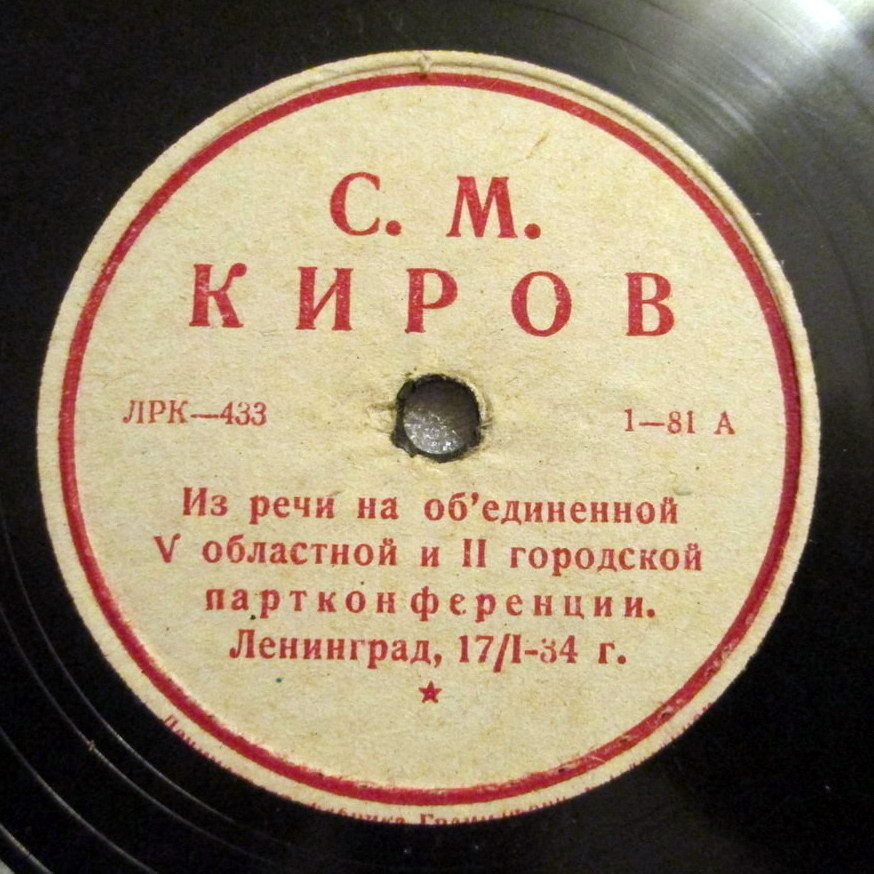 С. М.
КИРОВ
ЛРК—433 1—81 А
Из речи на об'единенной
V областной и II городской
партконференции.
Ленинград, 17/I-34 г.